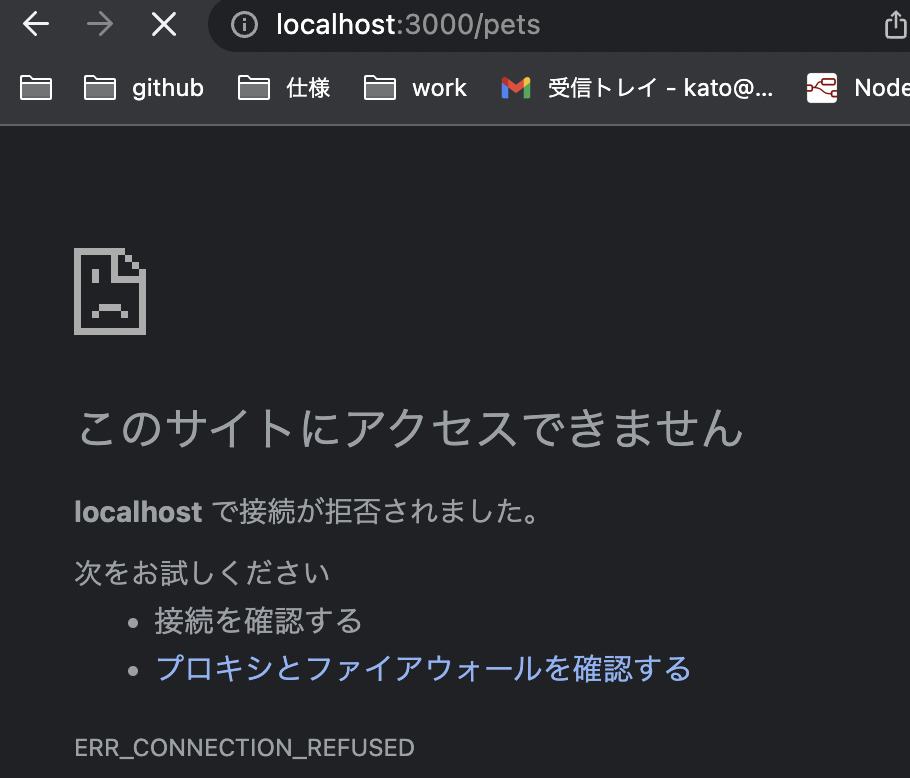 localhost:3000/pets
github 仕様 work 受信トレイ - kato@... Node
このサイトにアクセスできません
localhost で接続が拒否されました。
次をお試しください
• 接続を確認する
• プロキシとファイアウォールを確認する
ERR_CONNECTION_REFUSED